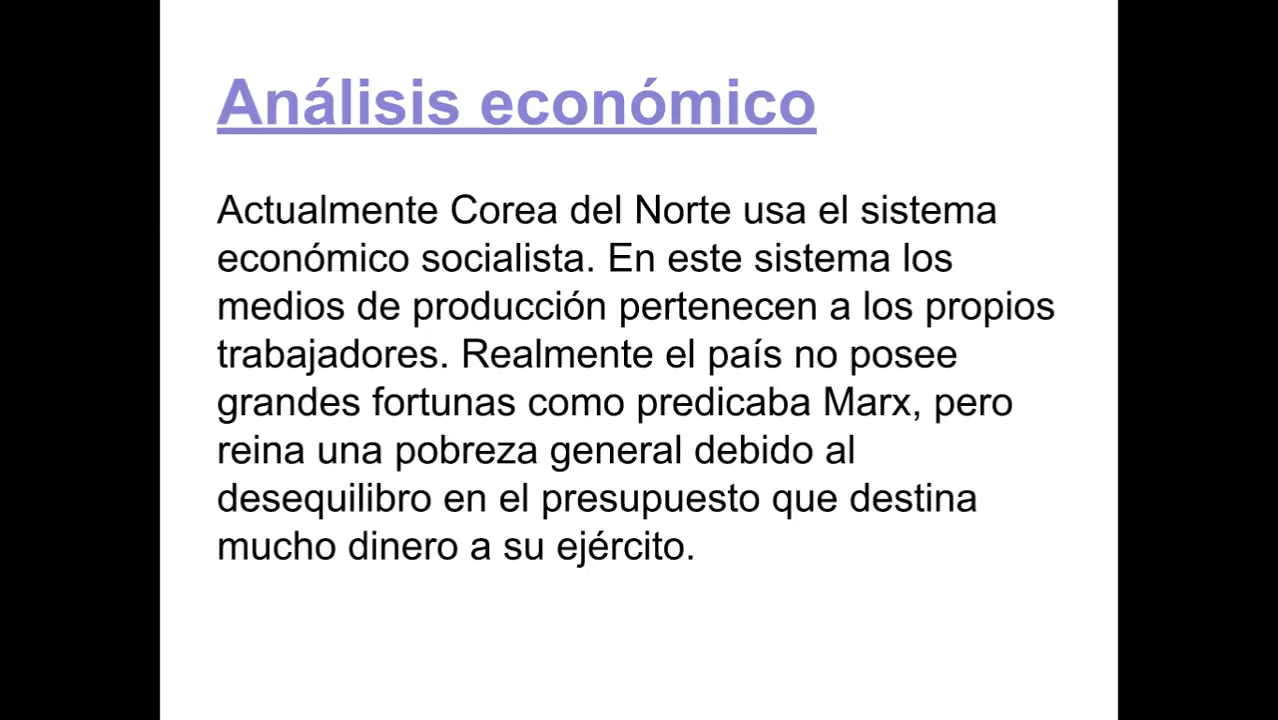 Análisis económico
Actualmente Corea del Norte usa el sistema
económico socialista. En este sistema los
medios de producción pertenecen a los propios
trabajadores. Realmente el país no posee
grandes fortunas como predicaba Marx, pero
reina una pobreza general debido al
desequilibro en el presupuesto que destina
mucho dinero a su ejército.